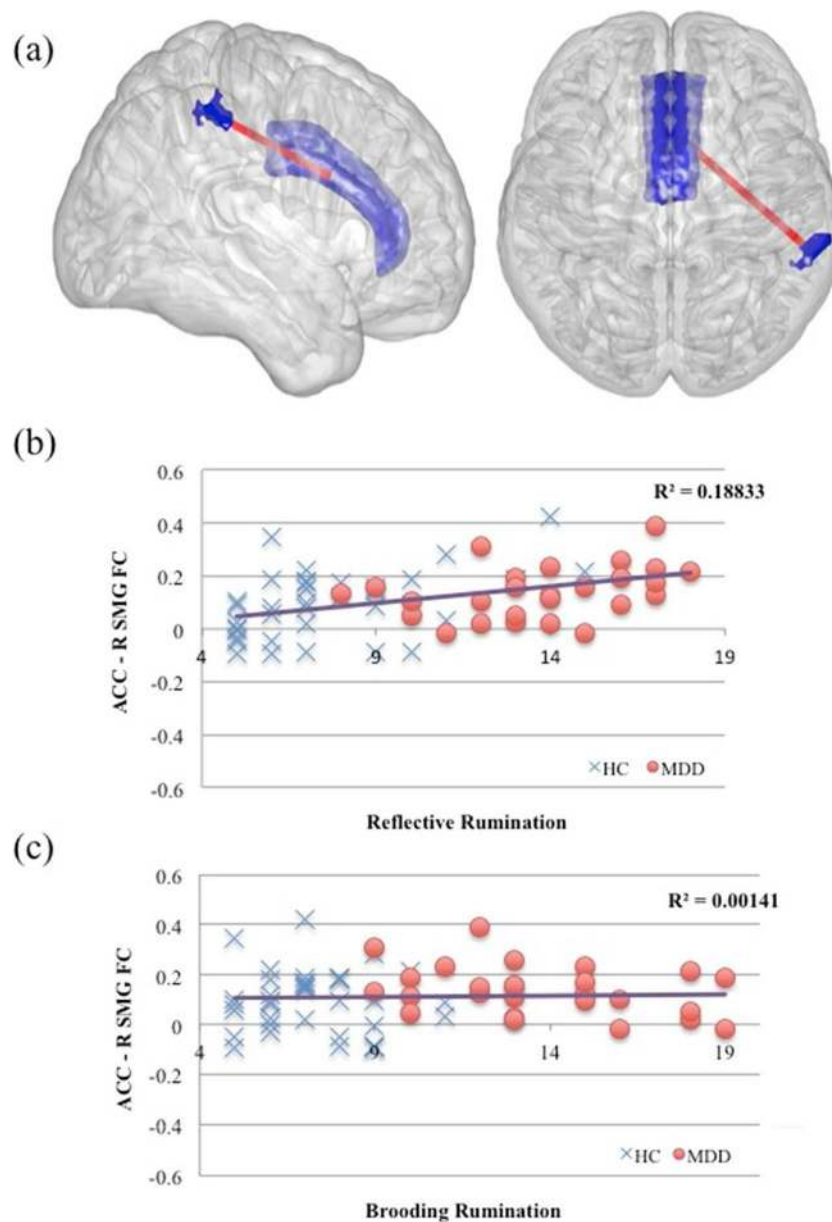 (a)
(b)
0.6
R² = 0.18833
0.4
0.2
0
4
9
14
19
-0.2
-0.4
-0.6
ACC - R SMG FC
HC MDD
Reflective Rumination
(c)
0.6
R² = 0.00141
0.4
0.2
0
4
9
14
19
-0.2
-0.4
-0.6
ACC - R SMG FC
HC MDD
Brooding Rumination